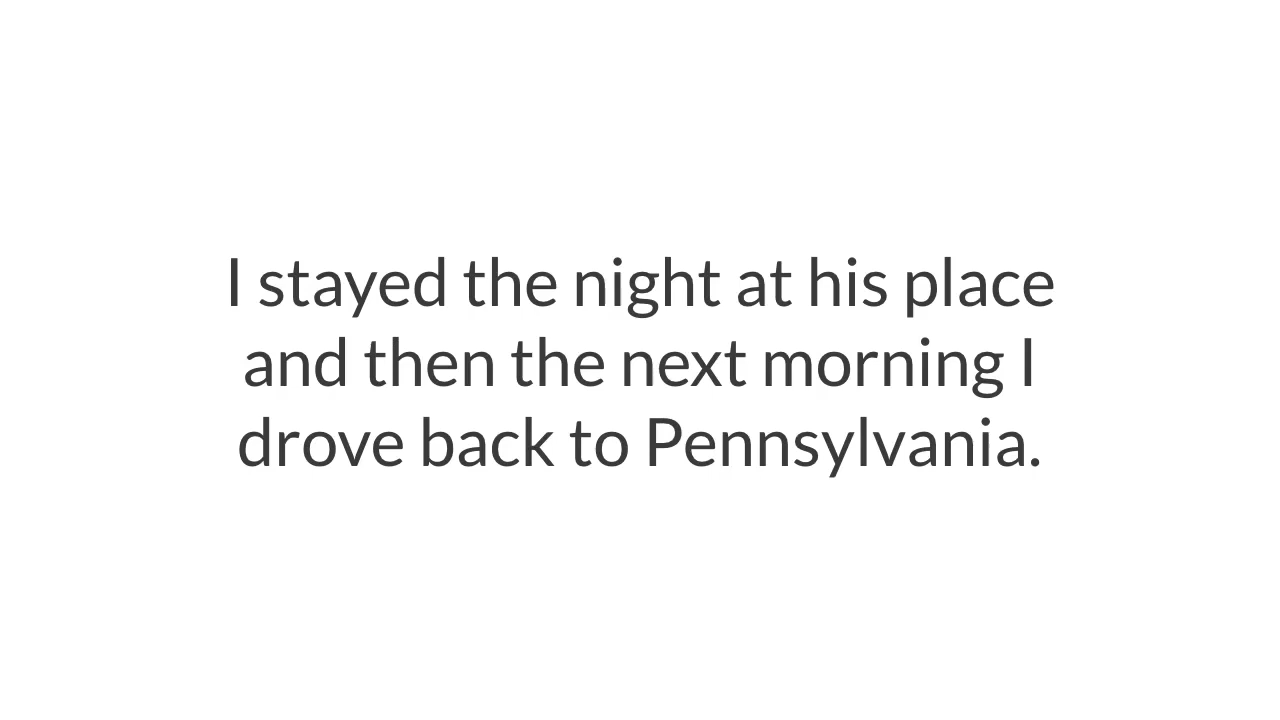 I stayed the night at his place
and then the next morning I
drove back to Pennsylvania.